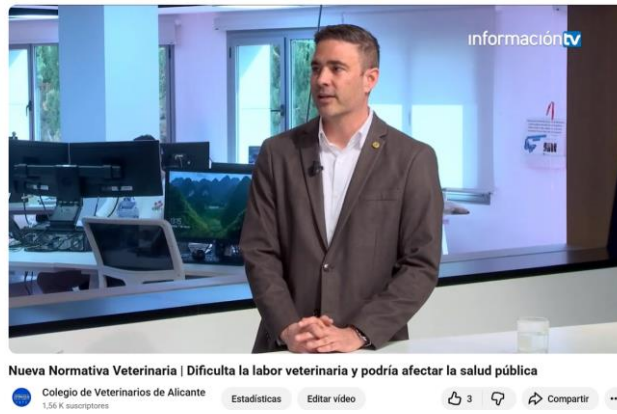 informacióntv
Nueva Normativa Veterinaria | Dificulta la labor veterinaria y podría afectar la salud pública
Colegio de Veterinarios de Alicante
1,56 K suscriptores
Estadísticas
Editar vídeo
3
Compartir
...